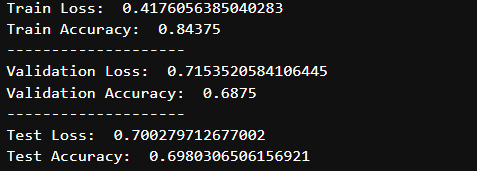 Train Loss:  0.4176056385040283
Train Accuracy:  0.84375
--------------------
Validation Loss:  0.7153520584106445
Validation Accuracy:  0.6875
--------------------
Test Loss:  0.700279712677002
Test Accuracy:  0.6980306506156921